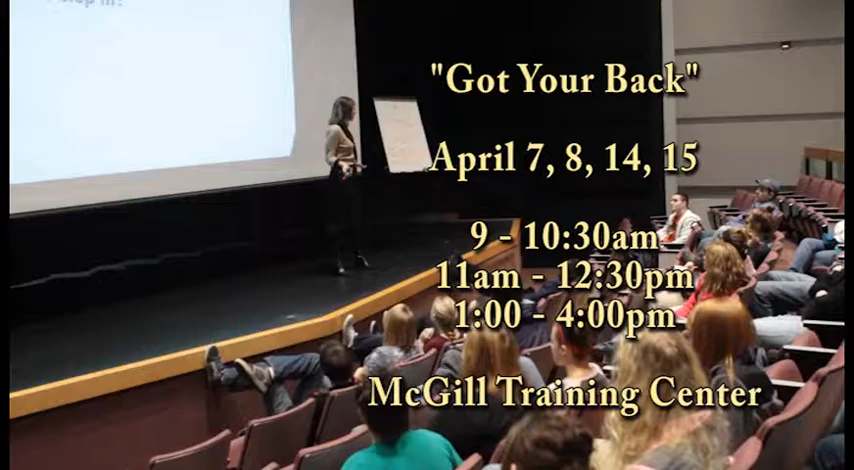 "Got Your Back"
April 7, 8, 14, 15
9 - 10:30am
11am - 12:30pm
1:00 - 4:00pm
McGill Training Center